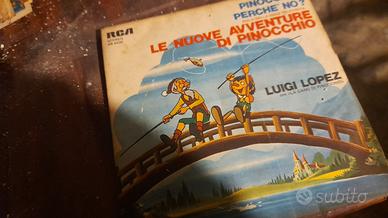 RCA
PINOCCHIO
PERCHE NO?
LE NUOVE AVVENTURE
DI PINOCCHIO
LUIGI LOPEZ
subito